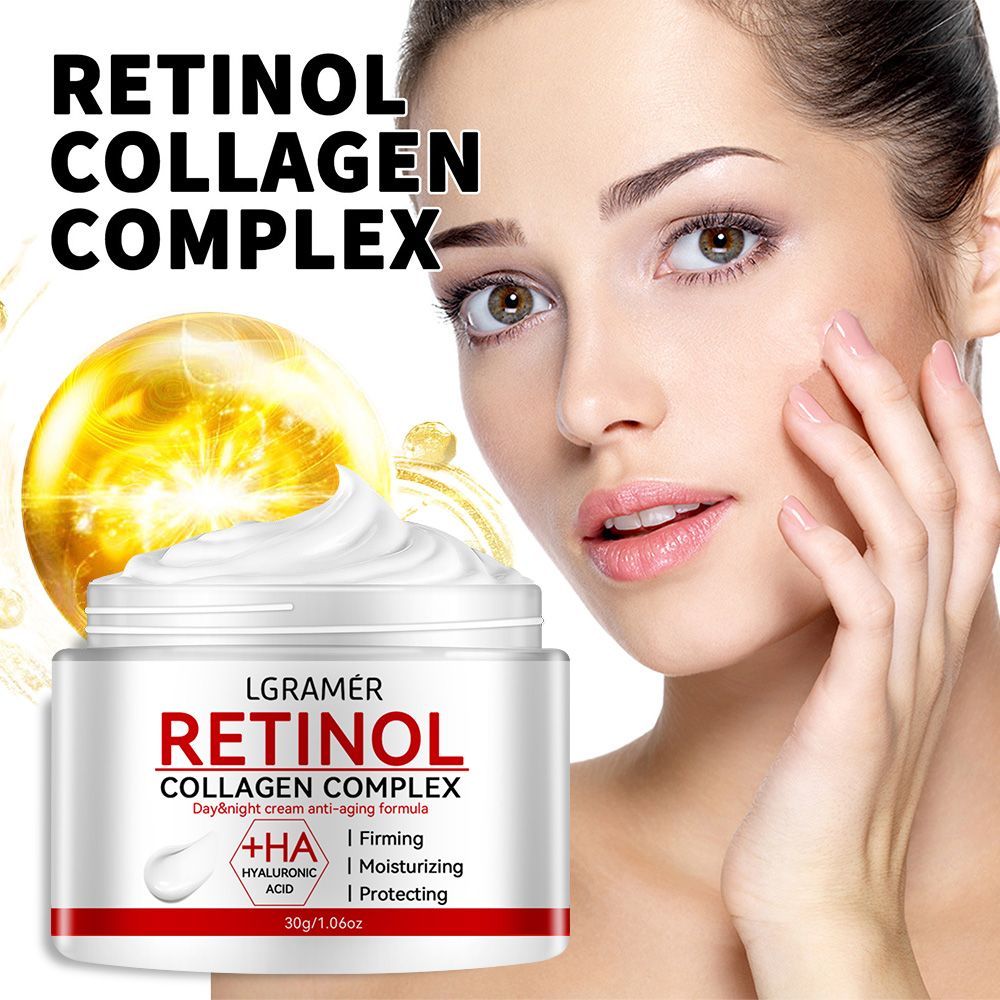 RETINOL
COLLAGEN
COMPLEX
LGRAMÉR
RETINOL
COLLAGEN COMPLEX
Day&night cream anti-aging formula
+HA
HYALURONIC
ACID
| Firming
| Moisturizing
| Protecting
30g/1.06oz